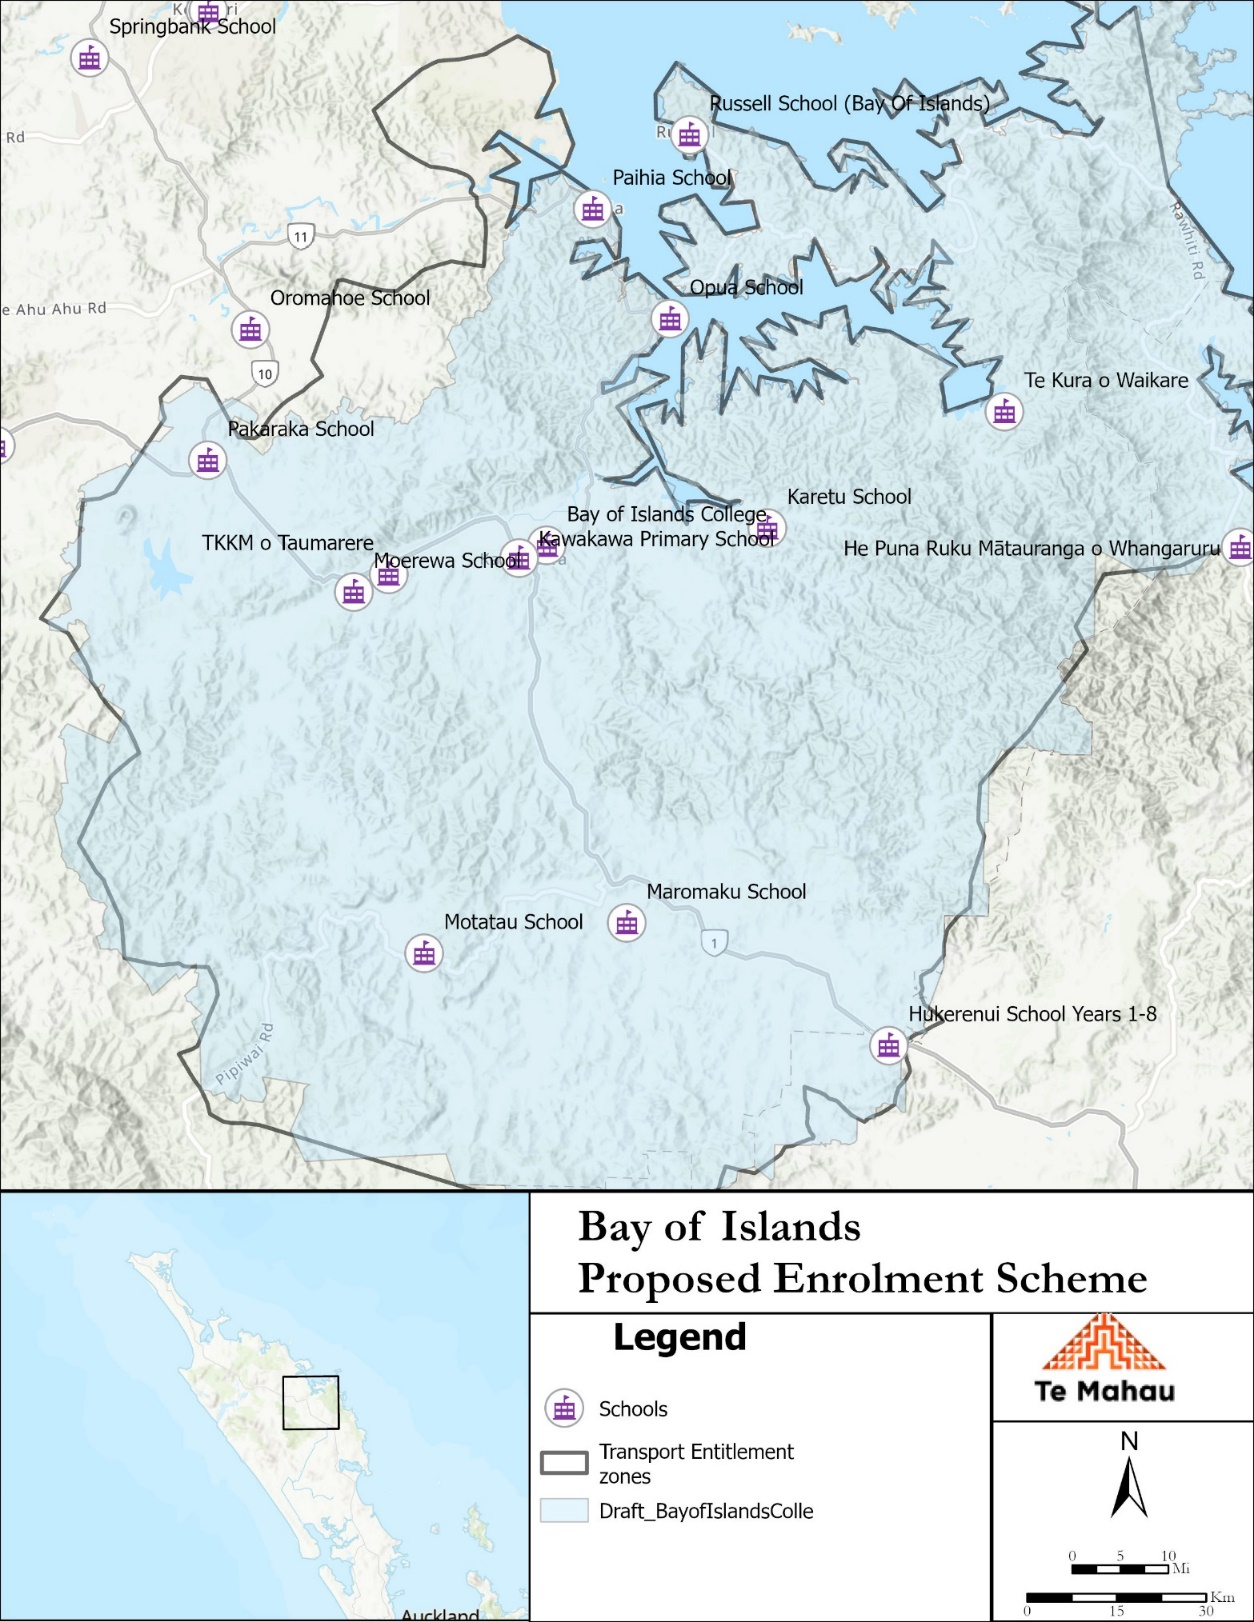 Springbank School
Rd
Russell School (Bay Of Islands)
Paihia School
11
Oromahoe School
Opua School
Rawhiti Rd
e Ahu Ahu Rd
10
Te Kura o Waikare
Pakaraka School
Karetu School
Bay of Islands College
TKKM o Taumarere
Kawakawa Primary School
Moerewa School
He Puna Ruku Mātauranga o Whangaruru
Maromaku School
Motatau School
1
Hukerenui School Years 1-8
Pipiwai Rd
Bay of Islands
Proposed Enrolment Scheme
Legend
Schools
Transport Entitlement
zones
Draft_BayofIslandsColle
Te Mahau
N
0 5 10
Mi
Km
0 15 30
Auckland